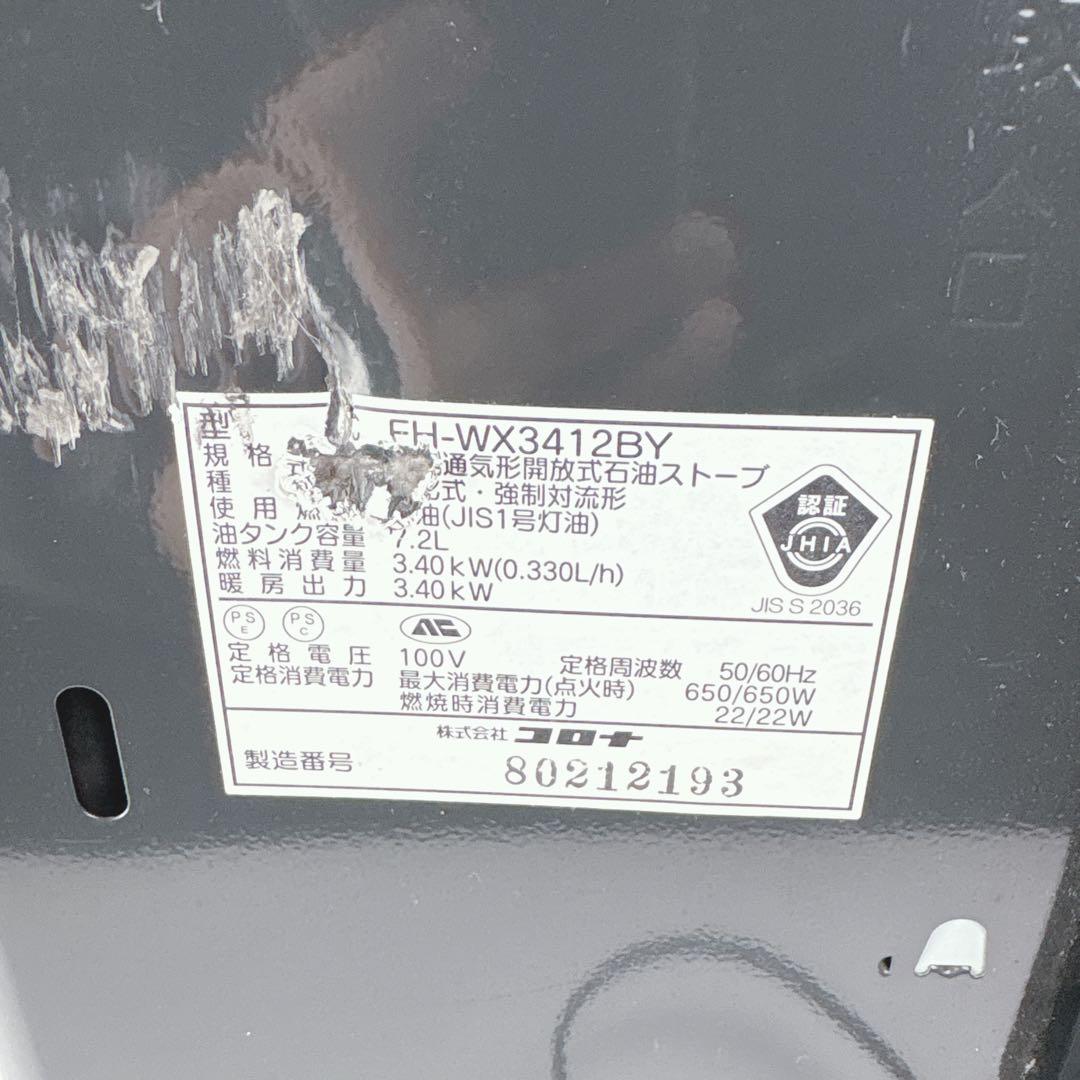 型 FH-WX3412BY
規格 通気形開放式石油ストーブ
種 形式・強制対流形
使用 油(JIS1号灯油)
油タンク容量 7.2L
燃料消費量 3.40kW(0.330L/h)
暖房出力 3.40kW
認証
JHIA
JIS S 2036
PS
E
PS
C
定格電圧 100V 定格周波数 50/60Hz
定格消費電力 最大消費電力(点火時) 650/650W
燃焼時消費電力 22/22W
株式会社 コロナ
製造番号 80212193